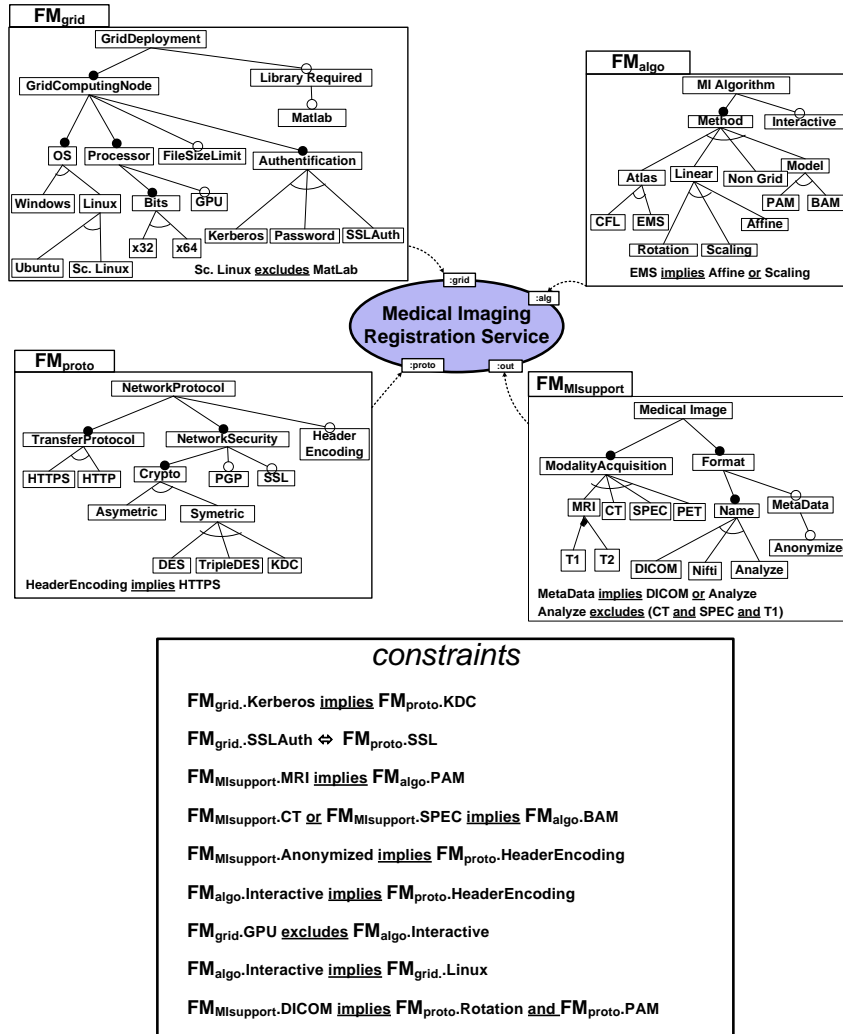 FMgrid
GridDeployment
GridComputingNode
Library Required
Matlab
OS
Processor
FileSizeLimit
Authentification
Windows
Linux
Bits
GPU
Kerberos
Password
SSLAuth
x32
x64
Ubuntu
Sc. Linux
Sc. Linux excludes MatLab
FMalgo
MI Algorithm
Method
Interactive
Atlas
Linear
Non Grid
Model
PAM
BAM
CFL
EMS
Affine
Rotation
Scaling
EMS implies Affine or Scaling
:grid
:alg
Medical Imaging
Registration Service
:proto
:out
FMproto
NetworkProtocol
TransferProtocol
NetworkSecurity
Header
Encoding
HTTPS
HTTP
Crypto
PGP
SSL
Asymetric
Symetric
DES
TripleDES
KDC
HeaderEncoding implies HTTPS
FMMIsupport
Medical Image
ModalityAcquisition
Format
MRI
CT
SPEC
PET
Name
MetaData
Anonymized
T1
T2
DICOM
Nifti
Analyze
MetaData implies DICOM or Analyze
Analyze excludes (CT and SPEC and T1)
constraints
FMgrid..Kerberos implies FMproto.KDC
FMgrid..SSLAuth ⇔ FMproto.SSL
FMMIsupport.MRI implies FMalgo.PAM
FMMIsupport.CT or FMMIsupport.SPEC implies FMalgo.BAM
FMMIsupport.Anonymized implies FMproto.HeaderEncoding
FMalgo.Interactive implies FMproto.HeaderEncoding
FMgrid.GPU excludes FMalgo.Interactive
FMalgo.Interactive implies FMgrid..Linux
FMMIsupport.DICOM implies FMproto.Rotation and FMproto.PAM